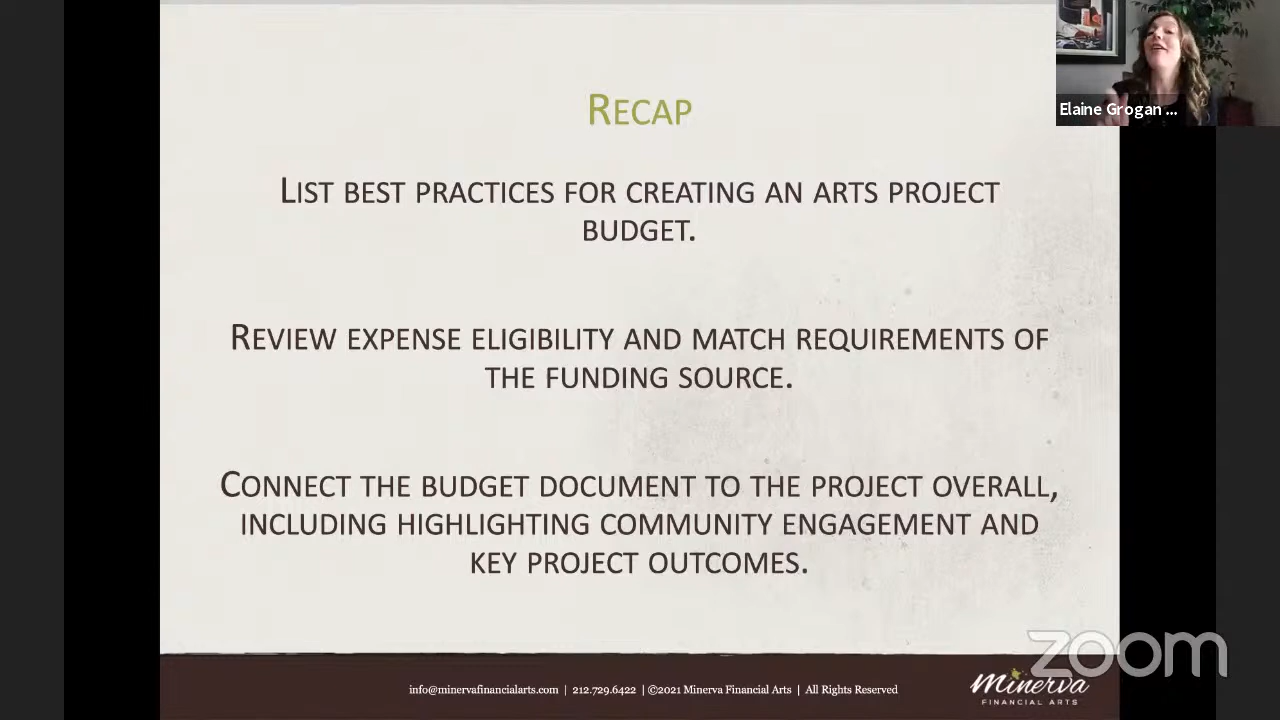 Elaine Grogan ...
Recap
List best practices for creating an arts project
budget.
Review expense eligibility and match requirements of
the funding source.
Connect the budget document to the project overall,
including highlighting community engagement and
key project outcomes.
zoom
info@minervafinancialarts.com | 212.729.6422 | ©2021 Minerva Financial Arts | All Rights Reserved
Minerva
FINANCIAL ARTS